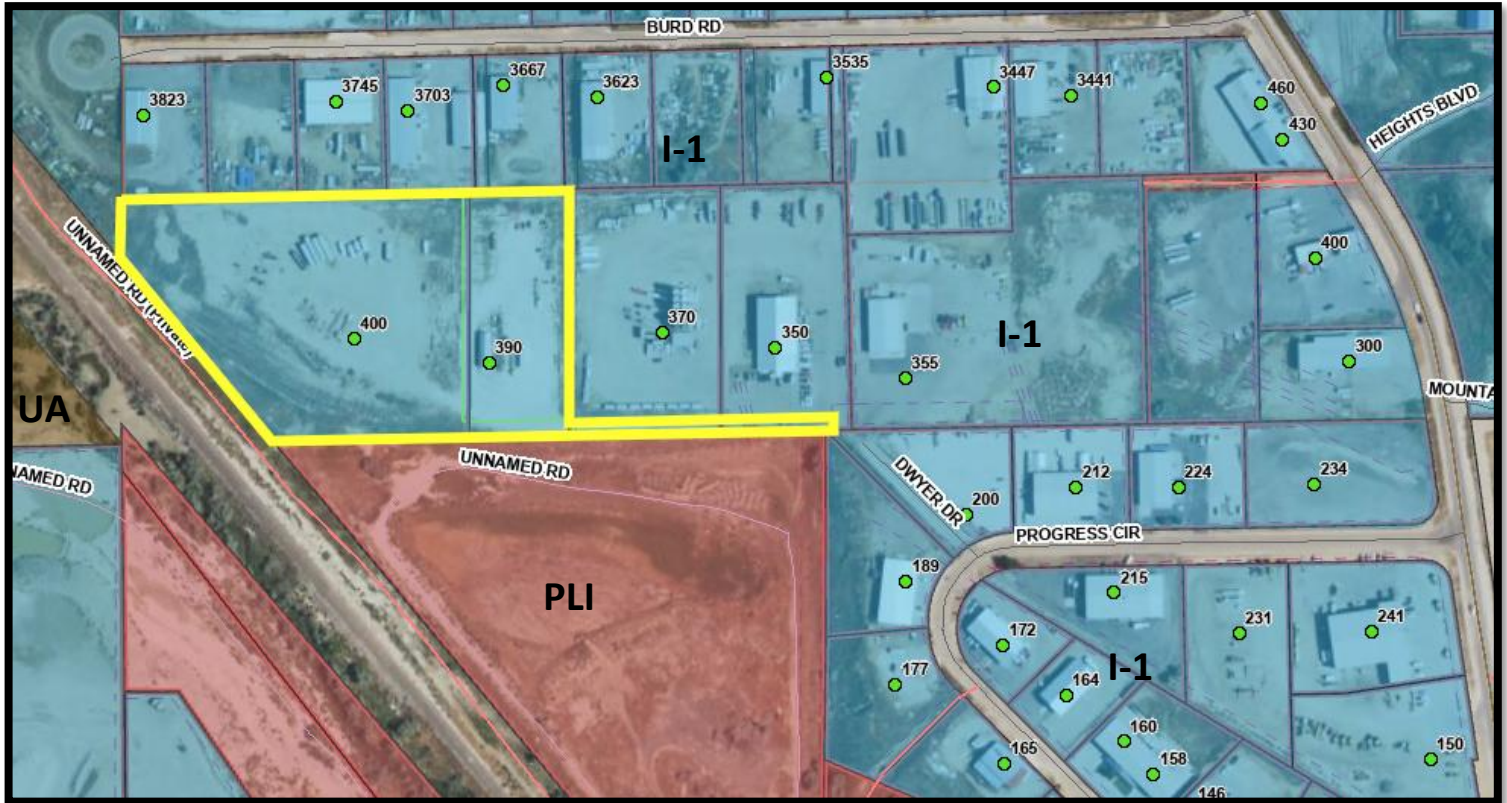 BURD RD
3823
3745
3703
3667
3623
3535
3447
3441
460
430
HEIGHTS BLVD
I-1
UNNAMED RD (Private)
400
390
370
350
355
I-1
400
300
MOUNTA
UA
NAMED RD
UNNAMED RD
DWYER DR
200
212
224
234
PROGRESS CIR
PLI
189
215
231
241
172
177
164
I-1
160
158
165
150
146